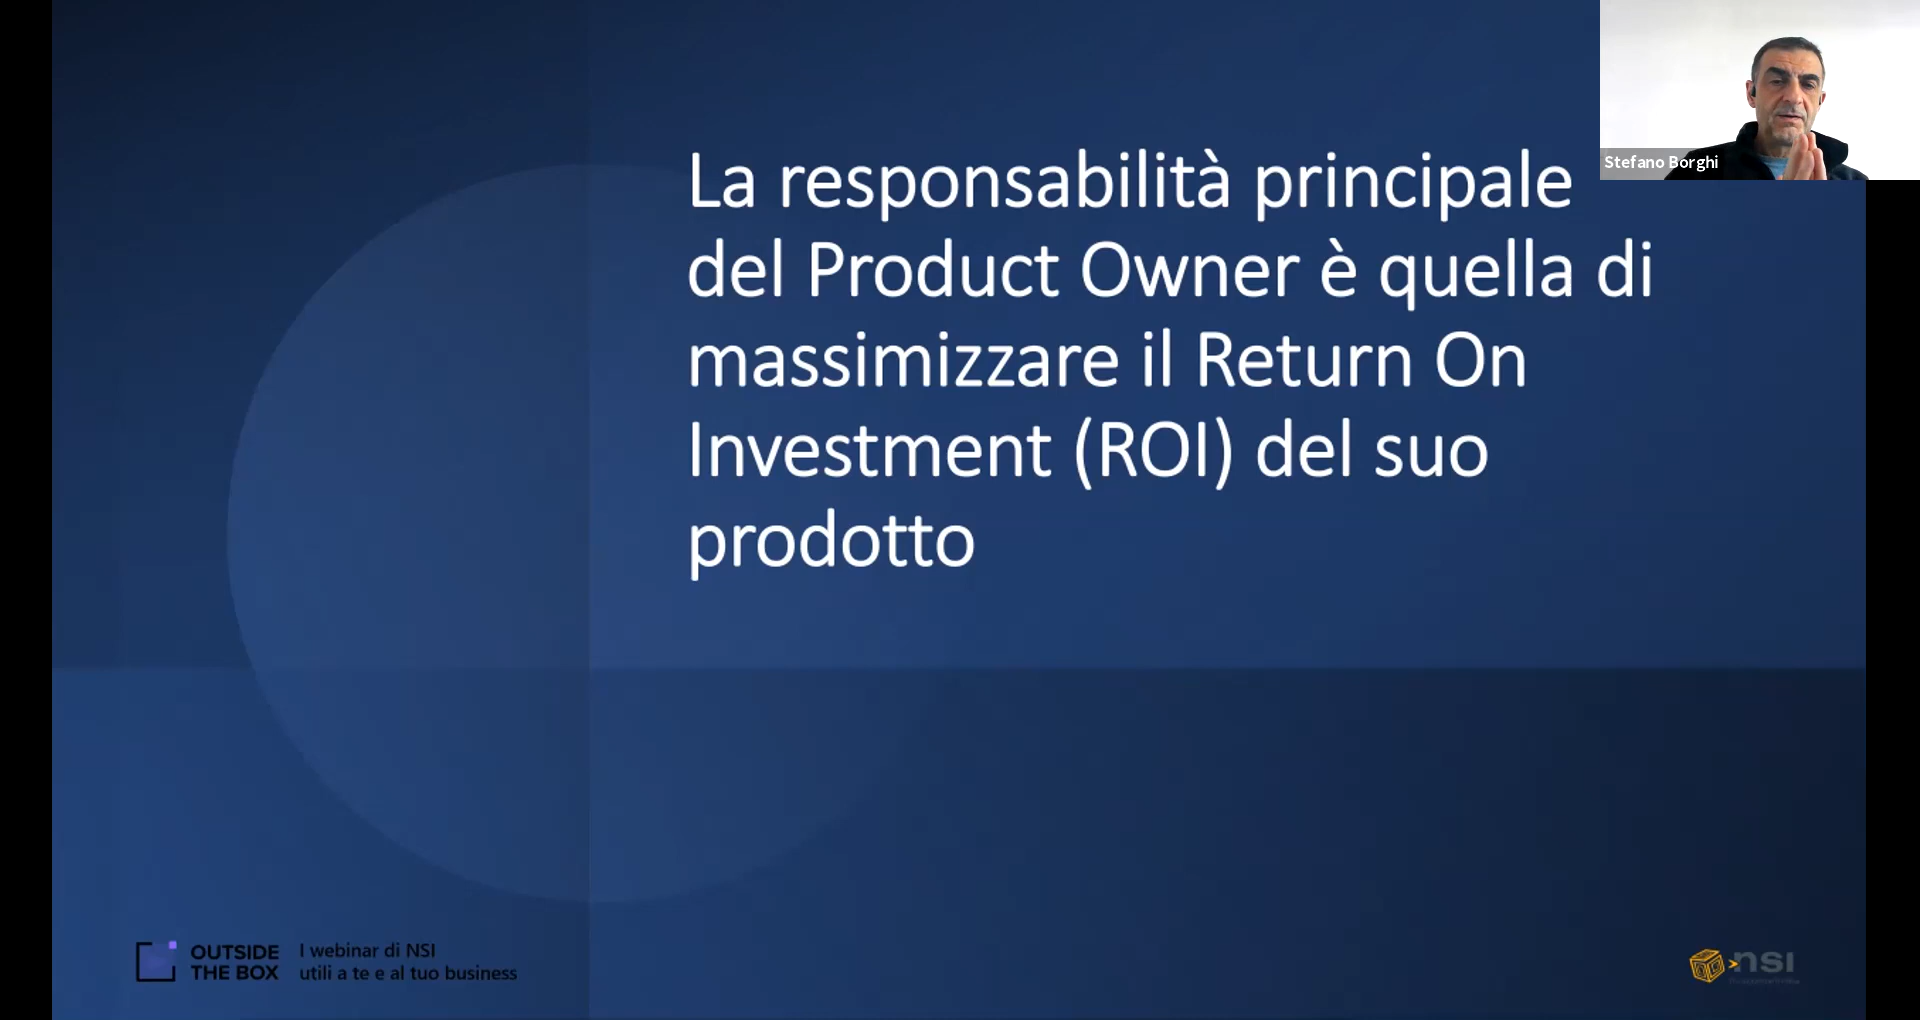 La responsabilità principale
del Product Owner è quella di
massimizzare il Return On
Investment (ROI) del suo
prodotto
Stefano Borghi
OUTSIDE
THE BOX
I webinar di NSI
utili a te e al tuo business
nsi